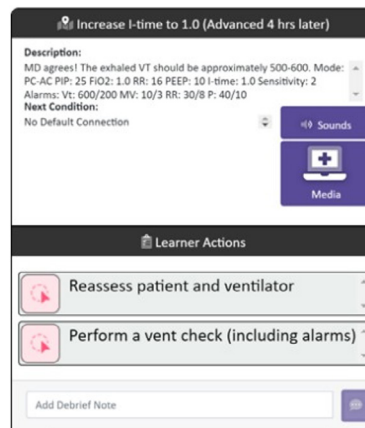 Increase I-time to 1.0 (Advanced 4 hrs later)
Description:
MD agrees! The exhaled VT should be approximately 500-600. Mode:
PC-AC PIP: 25 FiO2: 1.0 RR: 16 PEEP: 10 I-time: 1.0 Sensitivity: 2
Alarms: Vt: 600/200 MV: 10/3 RR: 30/8 P: 40/10
Next Condition:
No Default Connection
Sounds
Media
Learner Actions
Reassess patient and ventilator
Perform a vent check (including alarms)
Add Debrief Note